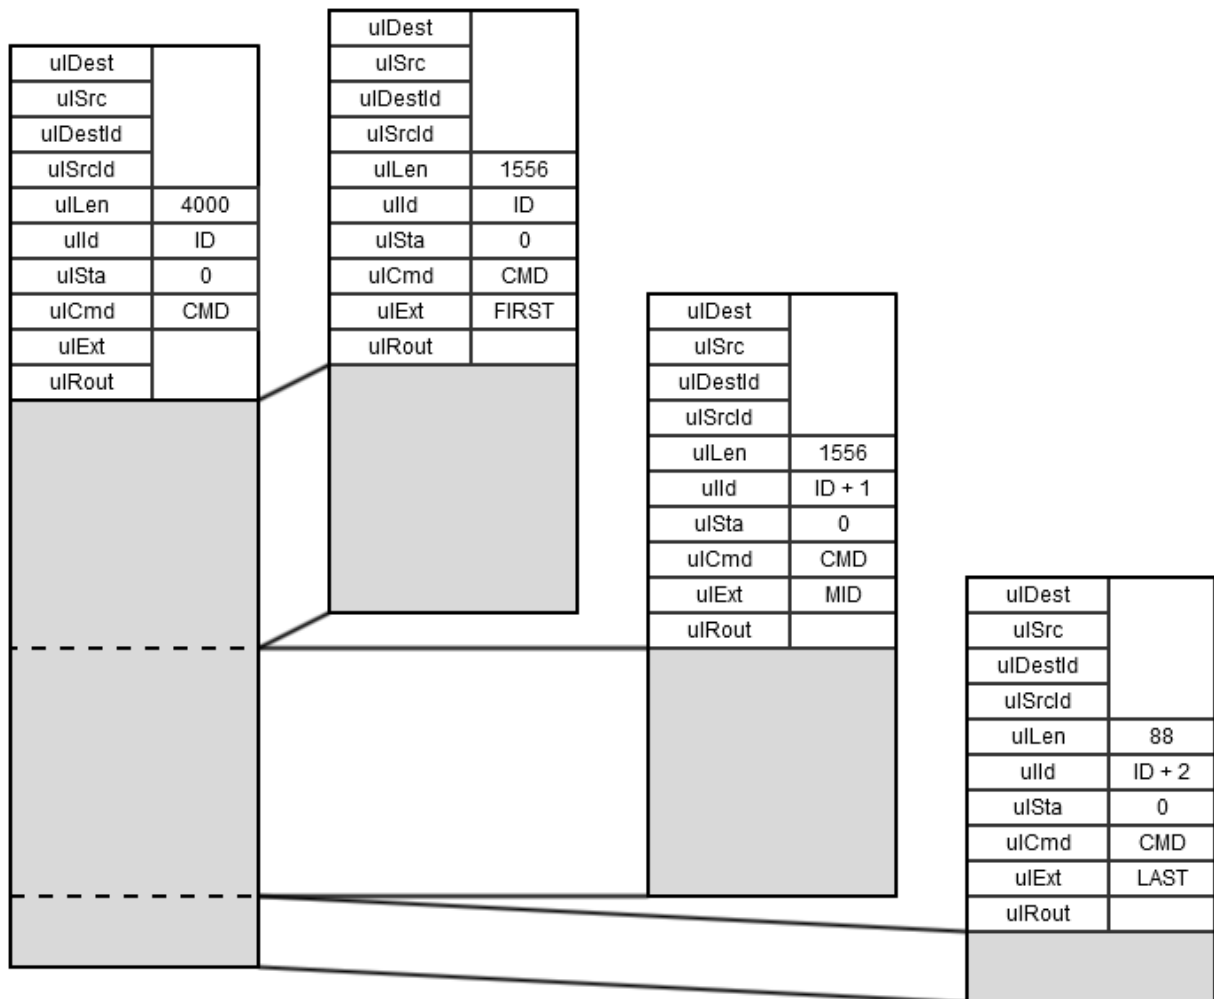 ulDest
ulSrc
ulDestId
ulSrcId
ulLen 4000
ulId ID
ulSta 0
ulCmd CMD
ulExt
ulRout
ulDest
ulSrc
ulDestId
ulSrcId
ulLen 1556
ulId ID
ulSta 0
ulCmd CMD
ulExt FIRST
ulRout
ulDest
ulSrc
ulDestId
ulSrcId
ulLen 1556
ulId ID + 1
ulSta 0
ulCmd CMD
ulExt MID
ulRout
ulDest
ulSrc
ulDestId
ulSrcId
ulLen 88
ulId ID + 2
ulSta 0
ulCmd CMD
ulExt LAST
ulRout